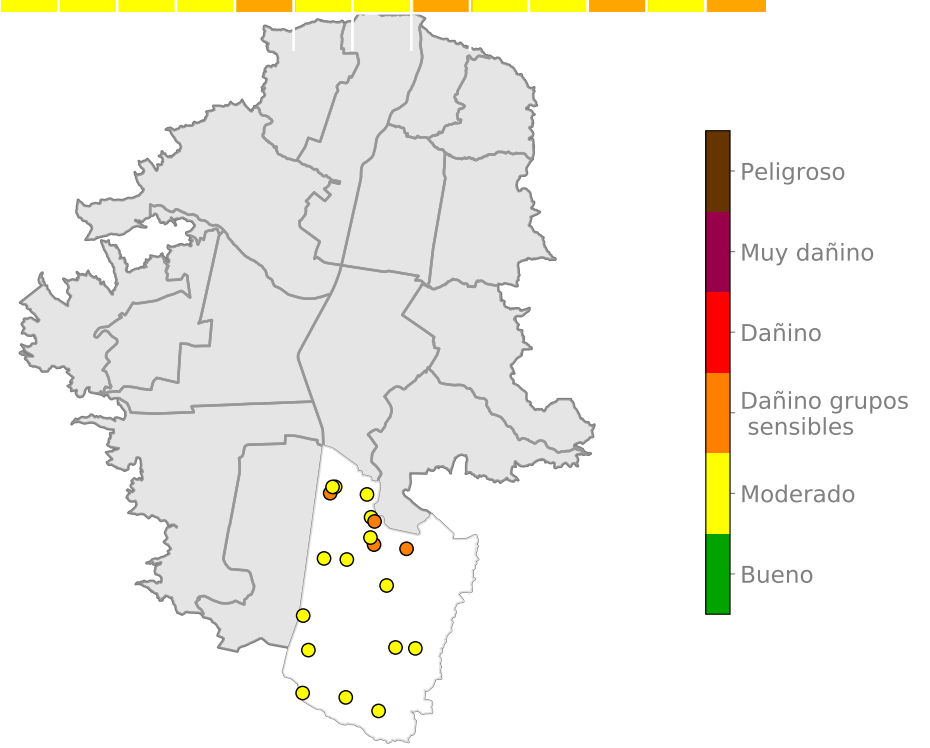 Peligroso
Muy dañino
Dañino
Dañino grupos
sensibles
Moderado
Bueno